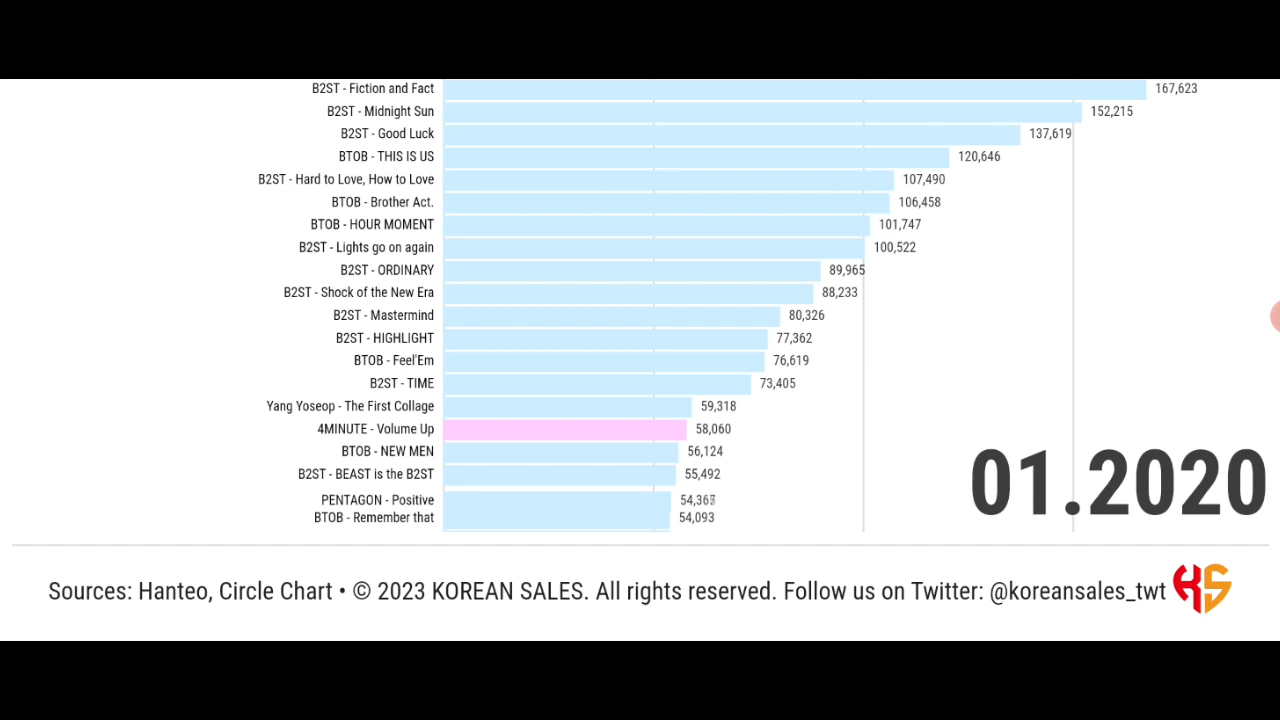 B2ST - Fiction and Fact 167,623
B2ST - Midnight Sun 152,215
B2ST - Good Luck 137,619
BTOB - THIS IS US 120,646
B2ST - Hard to Love, How to Love 107,490
BTOB - Brother Act. 106,458
BTOB - HOUR MOMENT 101,747
B2ST - Lights go on again 100,522
B2ST - ORDINARY 89,965
B2ST - Shock of the New Era 88,233
B2ST - Mastermind 80,326
B2ST - HIGHLIGHT 77,362
BTOB - Feel'Em 76,619
B2ST - TIME 73,405
Yang Yoseop - The First Collage 59,318
4MINUTE - Volume Up 58,060
BTOB - NEW MEN 56,124
B2ST - BEAST is the B2ST 55,492
PENTAGON - Positive
BTOB - Remember that 54,093
01.2020
Sources: Hanteo, Circle Chart • © 2023 KOREAN SALES. All rights reserved. Follow us on Twitter: @koreansales_twt KS